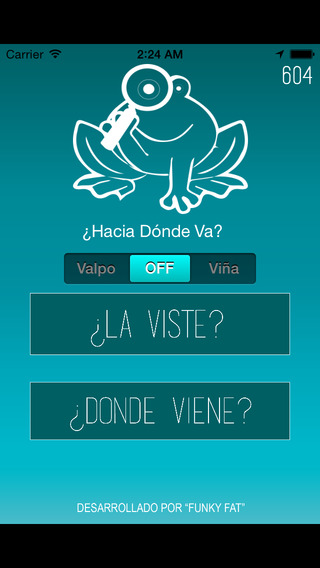 Carrier 2:24 AM
604
¿Hacia Dónde Va?
Valpo OFF Viña
¿LA VISTE?
¿DONDE VIENE?
DESARROLLADO POR “FUNKY FAT”